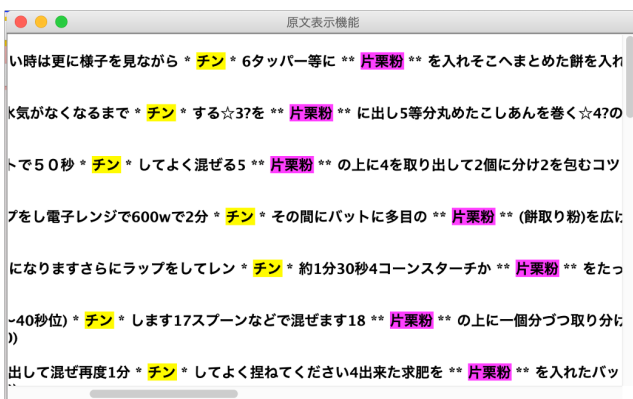 原文表示機能
い時は更に様子を見ながら * チン * 6タッパー等に ** 片栗粉 ** を入れそこへまとめた餅を入れ
気がなくなるまで * チン * する☆3?を ** 片栗粉 ** に出し5等分丸めたこしあんを巻く☆4?の
トで５０秒 * チン * してよく混ぜる5 ** 片栗粉 ** の上に4を取り出して2個に分け2を包むコツ
プをし電子レンジで600wで2分 * チン * その間にバットに多目の ** 片栗粉 ** (餅取り粉)を広げ
になりますさらにラップをしてレン * チン * 約1分30秒4コーンスターチか ** 片栗粉 ** をたっ
~40秒位) * チン * します17スプーンなどで混ぜます18 ** 片栗粉 ** の上に一個分づつ取り分け
)
出して混ぜ再度1分 * チン * してよく捏ねてください4出来た求肥を ** 片栗粉 ** を入れたバッ